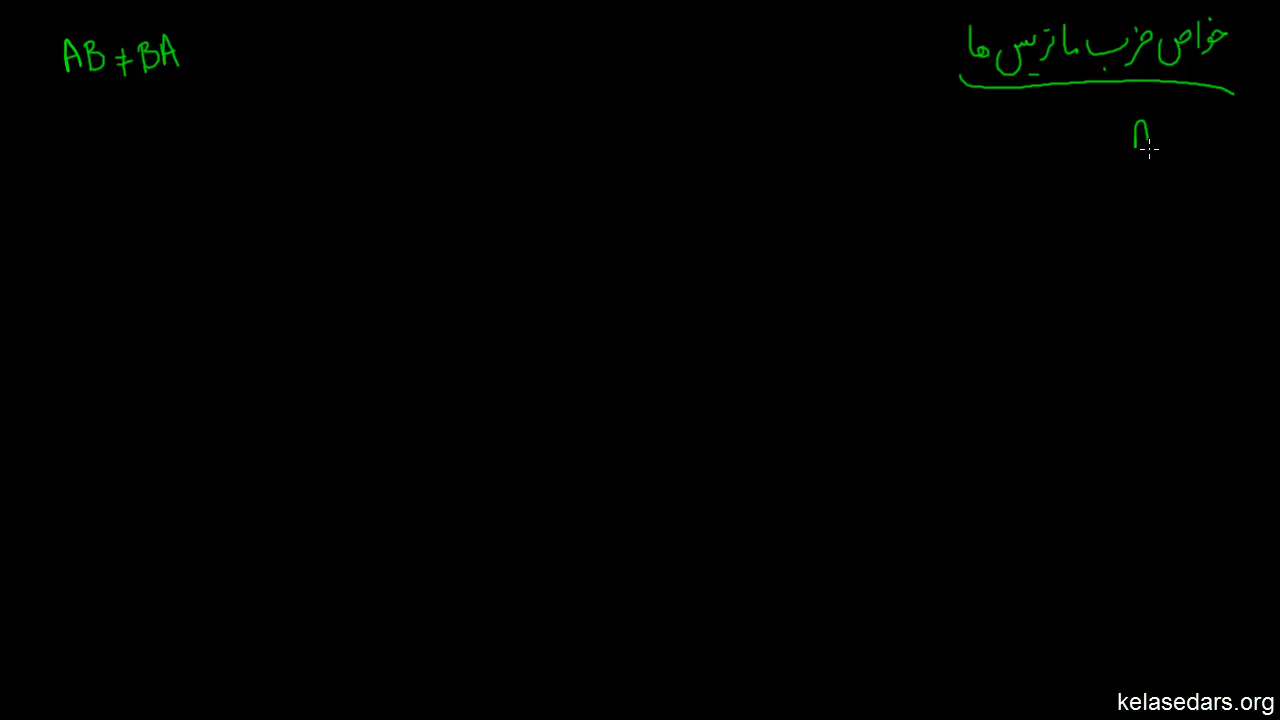 خواص ضرب ماتریس ها
AB ≠ BA
kelasedars.org